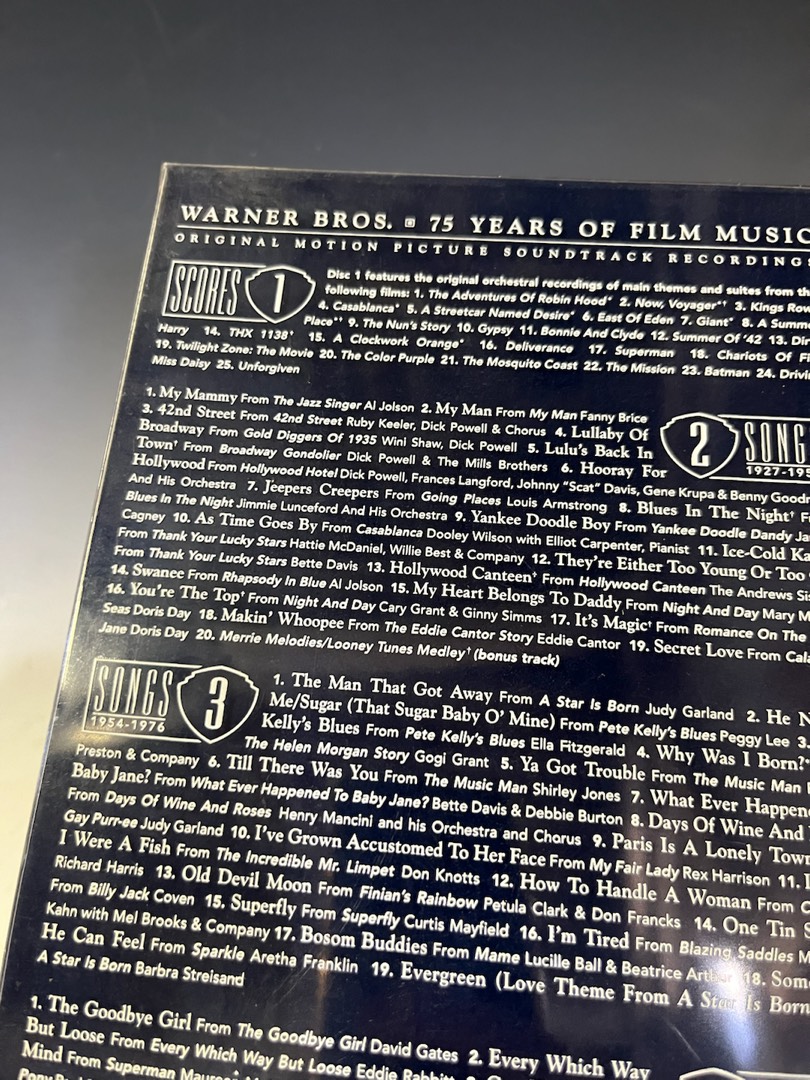 WARNER BROS. 75 YEARS OF FILM MUSIC
ORIGINAL MOTION PICTURE SOUNDTRACK RECORDINGS
SCORES 1
Disc 1 features the original orchestral recordings of main themes and suites from th
following films: 1. The Adventures Of Robin Hood* 2. Now, Voyager*† 3. Kings Row
4. Casablanca* 5. A Streetcar Named Desire* 6. East Of Eden 7. Giant* 8. A Summ
Place*† 9. The Nun's Story 10. Gypsy 11. Bonnie And Clyde 12. Summer Of '42 13. Dir
Harry 14. THX 1138† 15. A Clockwork Orange* 16. Deliverance 17. Superman 18. Chariots Of Fi
19. Twilight Zone: The Movie 20. The Color Purple 21. The Mosquito Coast 22. The Mission 23. Batman 24. Drivi
Miss Daisy 25. Unforgiven
1. My Mammy From The Jazz Singer Al Jolson 2. My Man From My Man Fanny Brice
3. 42nd Street From 42nd Street Ruby Keeler, Dick Powell & Chorus 4. Lullaby Of
Broadway From Gold Diggers Of 1935 Wini Shaw, Dick Powell 5. Lulu's Back In
Town† From Broadway Gondolier Dick Powell & The Mills Brothers 6. Hooray For
2 SONG
1927-195
Hollywood From Hollywood Hotel Dick Powell, Frances Langford, Johnny "Scat" Davis, Gene Krupa & Benny Goodm
And His Orchestra 7. Jeepers Creepers From Going Places Louis Armstrong 8. Blues In The Night† F
Blues In The Night Jimmie Lunceford And His Orchestra 9. Yankee Doodle Boy From Yankee Doodle Dandy Ja
Cagney 10. As Time Goes By From Casablanca Dooley Wilson with Elliot Carpenter, Pianist 11. Ice-Cold Ka
From Thank Your Lucky Stars Hattie McDaniel, Willie Best & Company 12. They're Either Too Young Or Too
From Thank Your Lucky Stars Bette Davis 13. Hollywood Canteen† From Hollywood Canteen The Andrews Sis
14. Swanee From Rhapsody In Blue Al Jolson 15. My Heart Belongs To Daddy From Night And Day Mary M
16. You're The Top† From Night And Day Cary Grant & Ginny Simms 17. It's Magic† From Romance On The
Seas Doris Day 18. Makin' Whoopee From The Eddie Cantor Story Eddie Cantor 19. Secret Love From Cala
Jane Doris Day 20. Merrie Melodies/Looney Tunes Medley† (bonus track)
SONGS 3
1954-1976
1. The Man That Got Away From A Star Is Born Judy Garland 2. He N
Me/Sugar (That Sugar Baby O' Mine) From Pete Kelly's Blues Peggy Lee 3.
Kelly's Blues From Pete Kelly's Blues Ella Fitzgerald 4. Why Was I Born?*
The Helen Morgan Story Gogi Grant 5. Ya Got Trouble From The Music Man
Preston & Company 6. Till There Was You From The Music Man Shirley Jones 7. What Ever Happen
Baby Jane? From What Ever Happened To Baby Jane? Bette Davis & Debbie Burton 8. Days Of Wine And
From Days Of Wine And Roses Henry Mancini and his Orchestra and Chorus 9. Paris Is A Lonely Town
Gay Purr-ee Judy Garland 10. I've Grown Accustomed To Her Face From My Fair Lady Rex Harrison 11. I
I Were A Fish From The Incredible Mr. Limpet Don Knotts 12. How To Handle A Woman From C
Richard Harris 13. Old Devil Moon From Finian's Rainbow Petula Clark & Don Francks 14. One Tin S
From Billy Jack Coven 15. Superfly From Superfly Curtis Mayfield 16. I'm Tired From Blazing Saddles M
Kahn with Mel Brooks & Company 17. Bosom Buddies From Mame Lucille Ball & Beatrice Arthur 18. Some
He Can Feel From Sparkle Aretha Franklin 19. Evergreen (Love Theme From A Star Is Born
A Star Is Born Barbra Streisand
1. The Goodbye Girl From The Goodbye Girl David Gates 2. Every Which Way
But Loose From Every Which Way But Loose Eddie Rabbitt
Mind From Superman